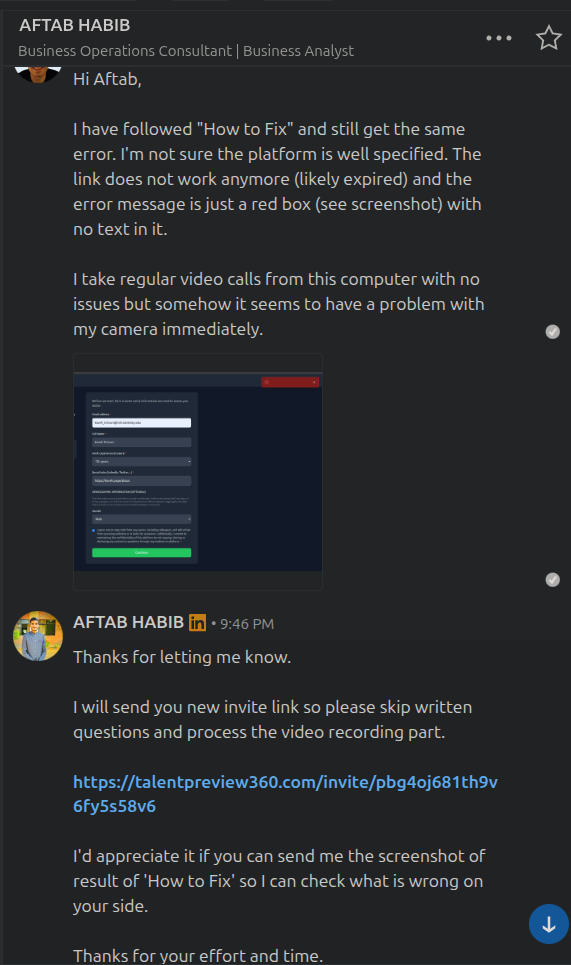 AFTAB HABIB
Business Operations Consultant | Business Analyst
Hi Aftab,
I have followed "How to Fix" and still get the same
error. I'm not sure the platform is well specified. The
link does not work anymore (likely expired) and the
error message is just a red box (see screenshot) with
no text in it.
I take regular video calls from this computer with no
issues but somehow it seems to have a problem with
my camera immediately.
Continue
AFTAB HABIB in • 9:46 PM
Thanks for letting me know.
I will send you new invite link so please skip written
questions and process the video recording part.
https://talentpreview360.com/invite/pbg4oj681th9v
6fy5s58v6
I'd appreciate it if you can send me the screenshot of
result of 'How to Fix' so I can check what is wrong on
your side.
Thanks for your effort and time.